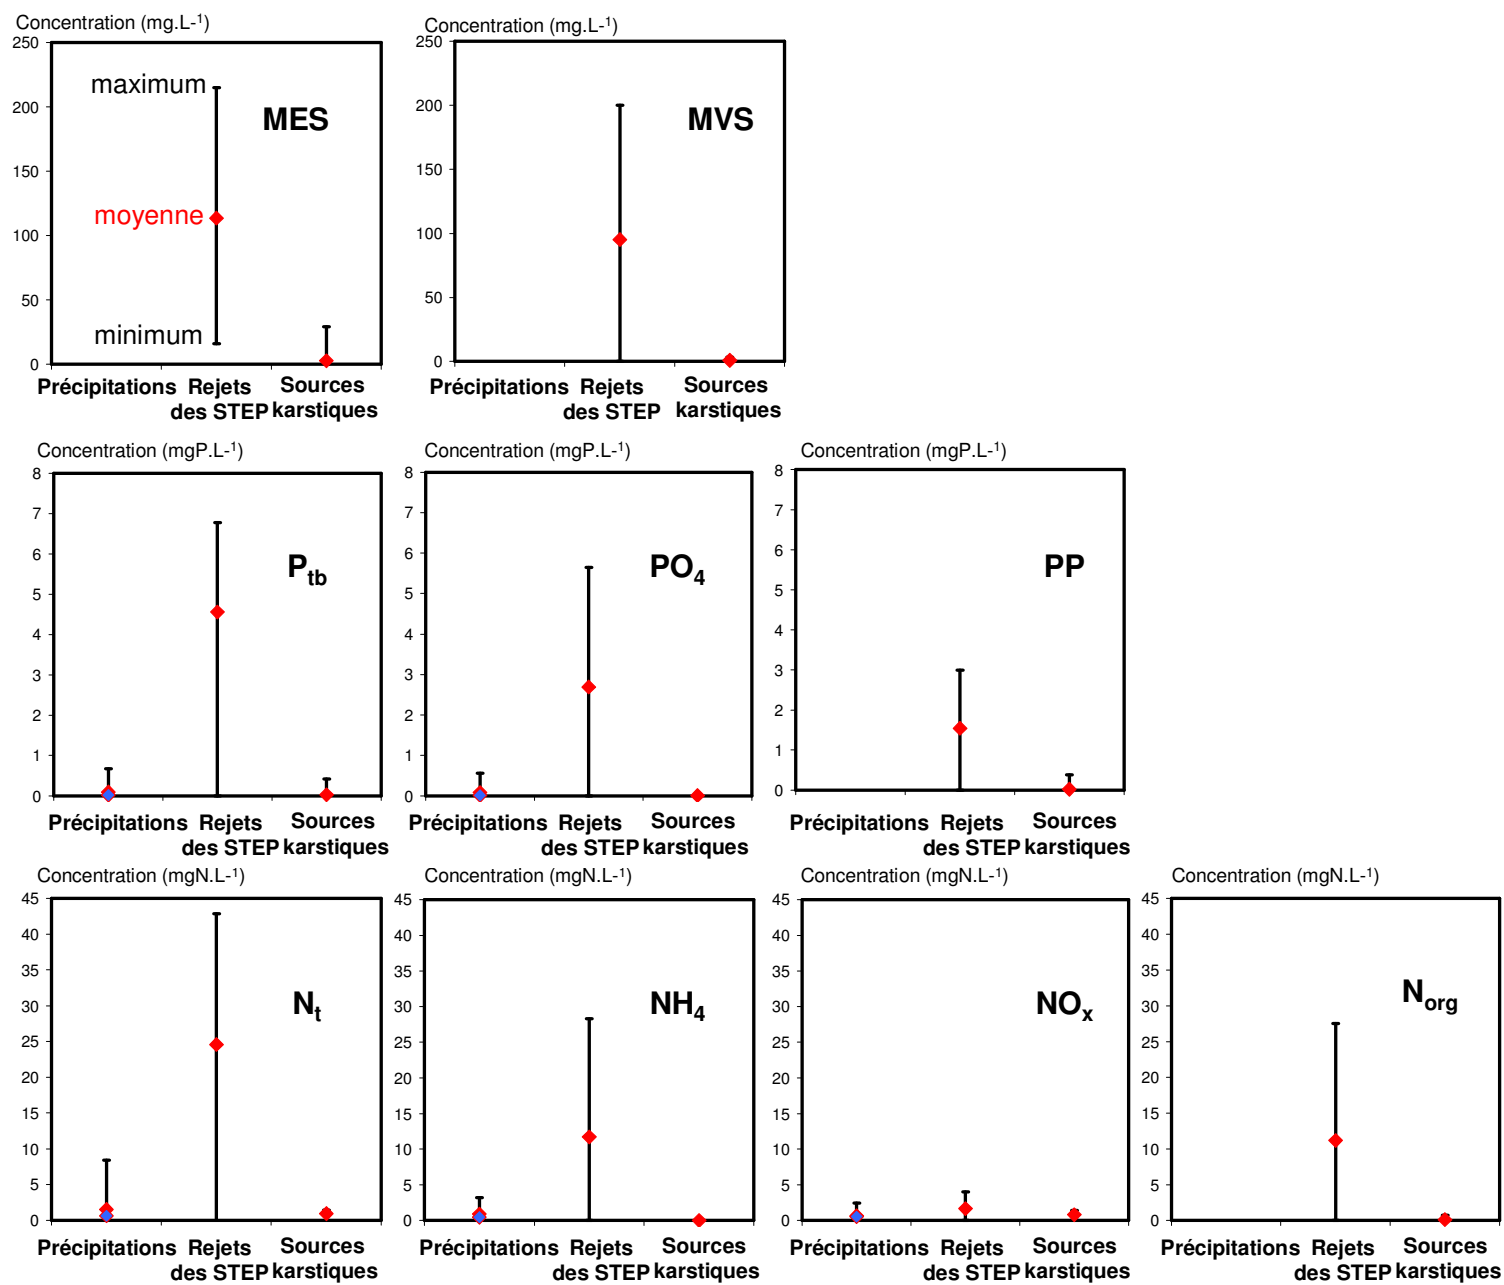 Concentration (mg.L-1)
250
200
150
100
50
0
maximum
MES
moyenne
minimum
Précipitations Rejets Sources
des STEP karstiques
Concentration (mg.L-1)
250
200
150
100
50
0
MVS
Précipitations Rejets Sources
des STEP karstiques
Concentration (mgP.L-1)
8
7
6
5
4
3
2
1
0
Ptb
Précipitations Rejets Sources
des STEP karstiques
Concentration (mgP.L-1)
8
7
6
5
4
3
2
1
0
PO4
Précipitations Rejets Sources
des STEP karstiques
Concentration (mgP.L-1)
8
7
6
5
4
3
2
1
0
PP
Précipitations Rejets Sources
des STEP karstiques
Concentration (mgN.L-1)
45
40
35
30
25
20
15
10
5
0
Nt
Précipitations Rejets Sources
des STEP karstiques
Concentration (mgN.L-1)
45
40
35
30
25
20
15
10
5
0
NH4
Précipitations Rejets Sources
des STEP karstiques
Concentration (mgN.L-1)
45
40
35
30
25
20
15
10
5
0
NOx
Précipitations Rejets Sources
des STEP karstiques
Concentration (mgN.L-1)
45
40
35
30
25
20
15
10
5
0
Norg
Précipitations Rejets Sources
des STEP karstiques